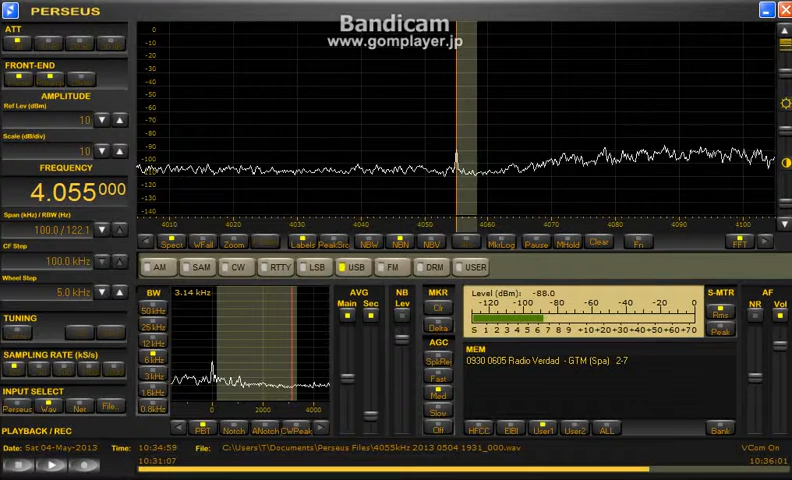 PERSEUS
Bandicam
www.gomplayer.jp
ATT
FRONT-END
AMPLITUDE
Ref Lev (dBm)
10
Scale (dB/div)
10
FREQUENCY
4.055000
Span (kHz) / RBW (Hz)
100.0 / 122.1
CF Step
100.0 kHz
Wheel Step
5.0 kHz
TUNING
SAMPLING RATE (kS/s)
INPUT SELECT
Perseus Wav Net File..
PLAYBACK / REC
0
-10
-20
-30
-40
-50
-60
-70
-80
-90
-100
-110
-120
-130
-140
4010 4020 4030 4040 4050 4060 4070 4080 4090 4100
Spect WFall Zoom Labels PeakSrc NBW NBN NBV MkrLog Pause MHold Clear Fn FFT
AM SAM CW RTTY LSB USB FM DRM USER
BW
50kHz
25kHz
12kHz
6kHz
3kHz
1.6kHz
0.8kHz
3.14 kHz
0 2000 4000
PBT Notch ANotch CWPeak
AVG
Main Sec
NB
Lev
MKR
Clr
Delta
AGC
SpkRej
Fast
Med
Slow
Off
Level (dBm): -88.0
-120 -100 -80 -60 -40 -20 0
S 1 2 3 4 5 6 7 8 9 +10 +20 +30 +40 +50 +60 +70
S-MTR
Rms
Peak
AF
NR Vol
MEM
0930 0605 Radio Verdad - GTM (Spa) 2-7
HFCC EIBI User1 User2 ALL Bank
Date: Sat 04-May-2013 Time: 10:34:59 File: C:\Users\T\Documents\Perseus Files\4055kHz 2013 0504 1931_000.wav VCom On
10:31:07 10:36:01